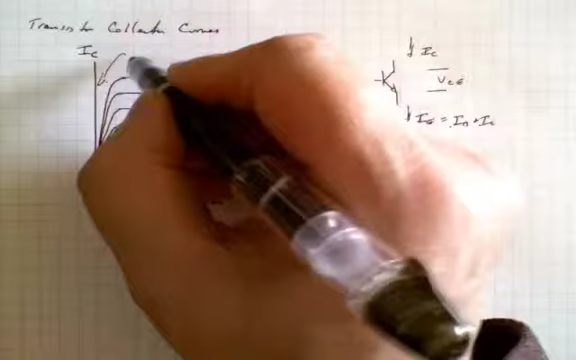 Transistor Collector Curves
Ic
Ic
VCE
IE = IB + Ic